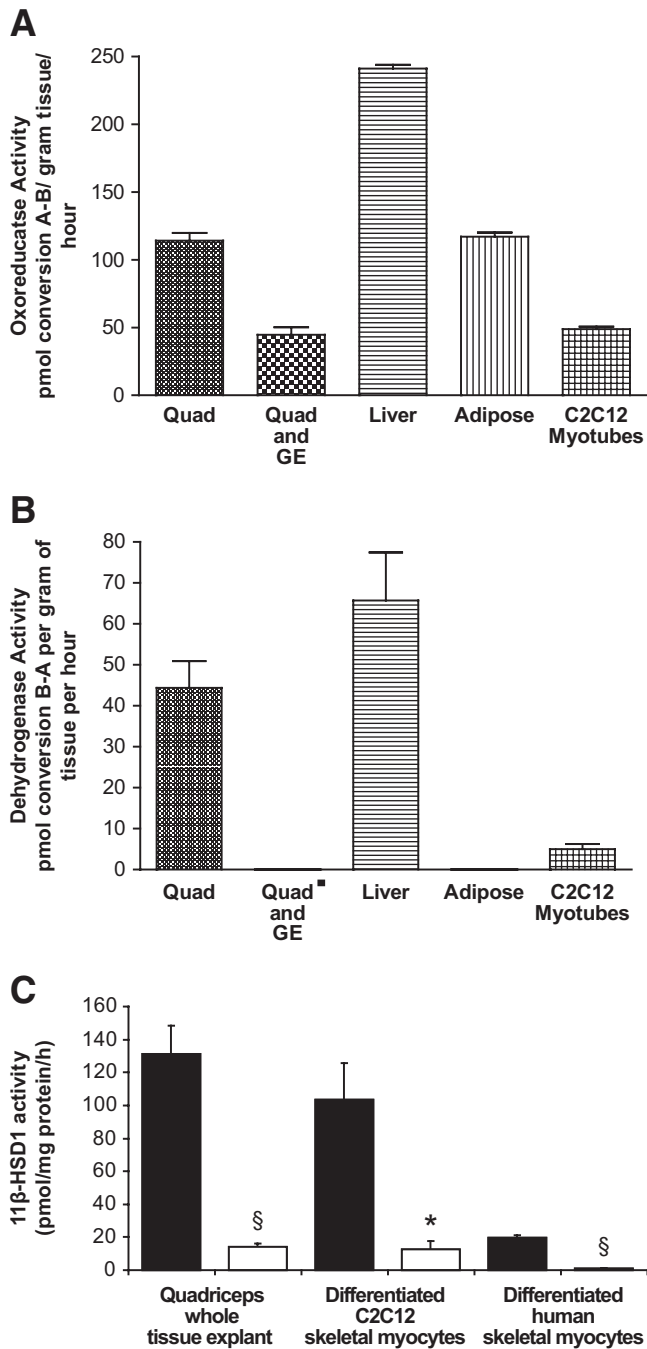 A
Oxoreducatse Activity
pmol conversion A-B/ gram tissue/
hour
250
200
150
100
50
0
Quad
Quad
and
GE
Liver
Adipose
C2C12
Myotubes
B
Dehydrogenase Activity
pmol conversion B-A per gram of
tissue per hour
80
70
60
50
40
30
20
10
0
Quad
Quad
and
GE
Liver
Adipose
C2C12
Myotubes
C
11β-HSD1 activity
(pmol/mg protein/h)
160
140
120
100
80
60
40
20
0
§
*
§
Quadriceps
whole
tissue explant
Differentiated
C2C12
skeletal myocytes
Differentiated
human
skeletal myocytes